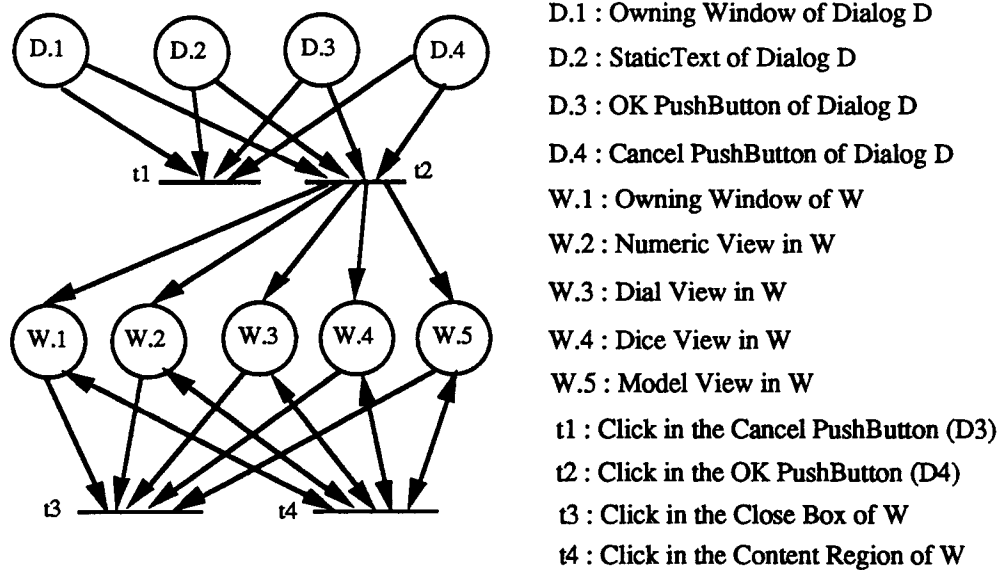 D.1
D.2
D.3
D.4
t1
t2
W.1
W.2
W.3
W.4
W.5
t3
t4
D.1 : Owning Window of Dialog D
D.2 : StaticText of Dialog D
D.3 : OK PushButton of Dialog D
D.4 : Cancel PushButton of Dialog D
W.1 : Owning Window of W
W.2 : Numeric View in W
W.3 : Dial View in W
W.4 : Dice View in W
W.5 : Model View in W
t1 : Click in the Cancel PushButton (D3)
t2 : Click in the OK PushButton (D4)
t3 : Click in the Close Box of W
t4 : Click in the Content Region of W